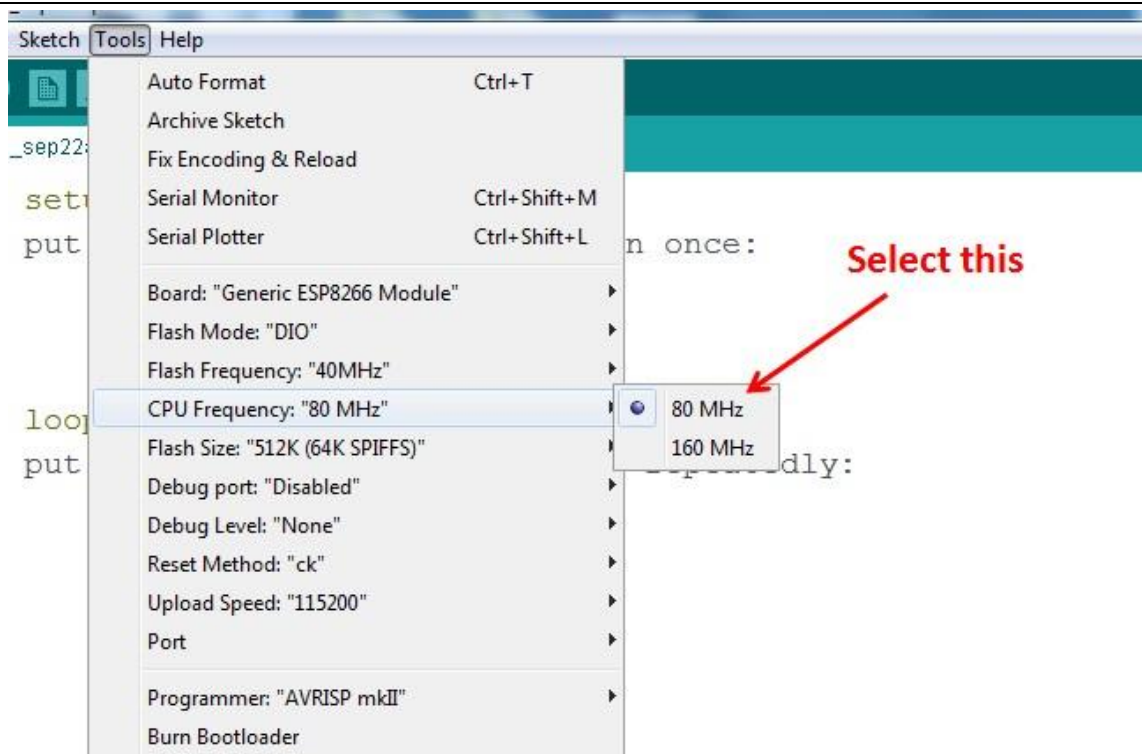 Sketch Tools Help
Auto Format Ctrl+T
Archive Sketch
_sep22
Fix Encoding & Reload
Serial Monitor Ctrl+Shift+M
Serial Plotter Ctrl+Shift+L
put n once:
Select this
Board: "Generic ESP8266 Module"
Flash Mode: "DIO"
Flash Frequency: "40MHz"
CPU Frequency: "80 MHz"
80 MHz
160 MHz
Flash Size: "512K (64K SPIFFS)"
put
Debug port: "Disabled"
Debug Level: "None"
Reset Method: "ck"
Upload Speed: "115200"
Port
Programmer: "AVRISP mkII"
Burn Bootloader